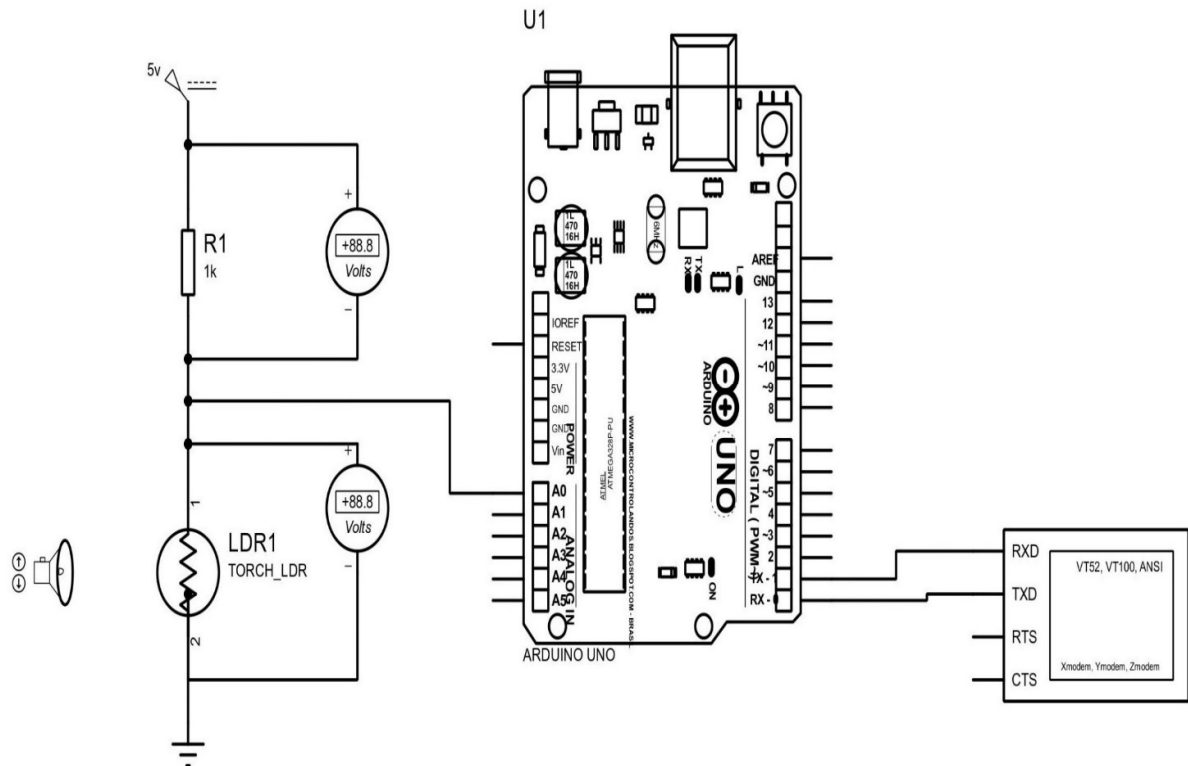 U1
5v
+
+88.8
Volts
−
R1
1k
+
+88.8
Volts
−
1
LDR1
TORCH_LDR
2
1L
470
16H
1L
470
16H
6MHz
TX
RX
L
AREF
GND
13
12
~11
~10
~9
8
7
~6
~5
4
~3
2
TX - 1
RX -
IOREF
RESET
3.3V
5V
GND
GND
Vin
POWER
A0
A1
A2
A3
A4
A5
ANALOG IN
ATMEL
ATMEGA328P-PU
WWW.MICROCONTROLANDOS.BLOGSPOT.COM - BRASIL
ARDUINO
UNO
DIGITAL ( PWM~)
ON
ARDUINO UNO
RXD
TXD
RTS
CTS
VT52, VT100, ANSI
Xmodem, Ymodem, Zmodem